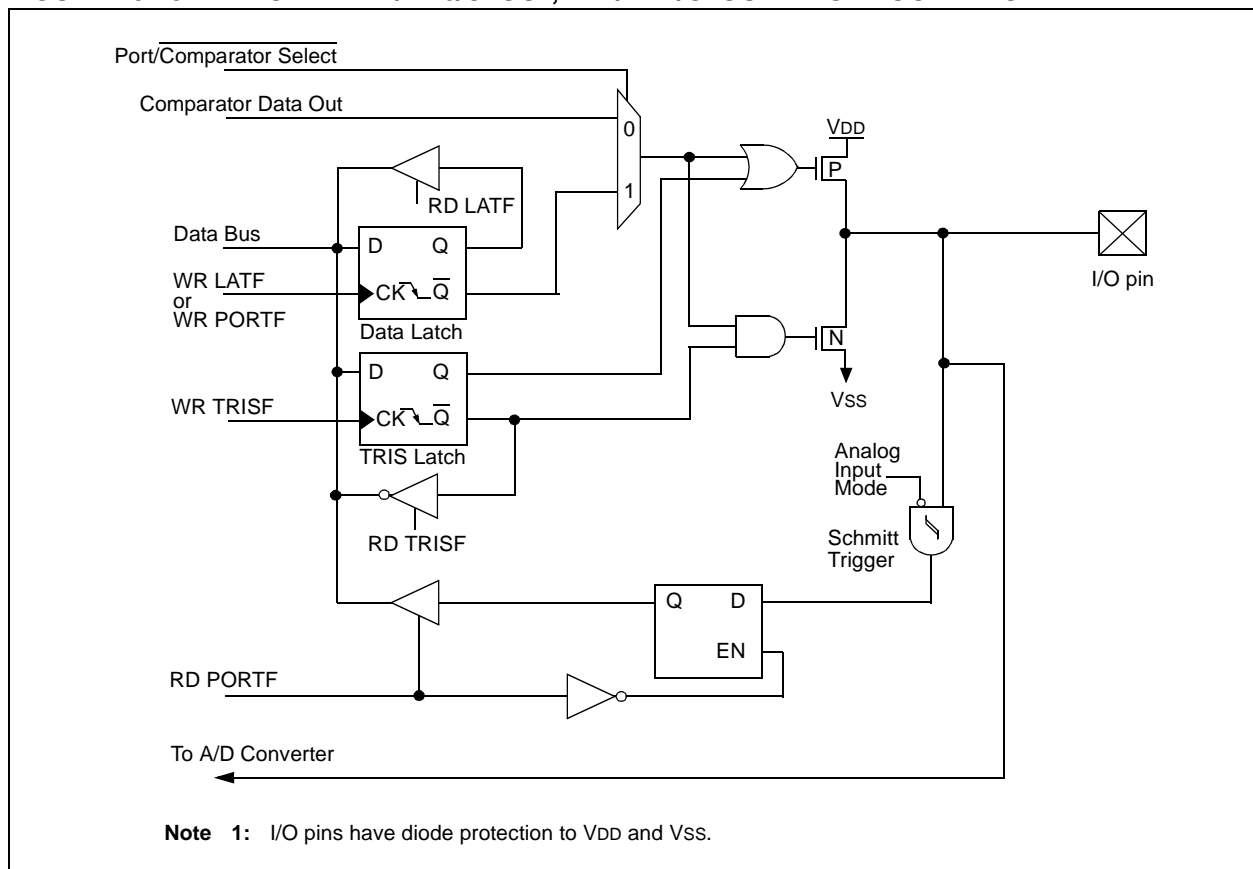 Port/Comparator Select
Comparator Data Out
0
1
VDD
P
RD LATF
Data Bus
D Q
WR LATF
or
WR PORTF
CK Q
Data Latch
I/O pin
N
VSS
D Q
WR TRISF
CK Q
TRIS Latch
Analog
Input
Mode
RD TRISF
Schmitt
Trigger
Q D
EN
RD PORTF
To A/D Converter
Note 1: I/O pins have diode protection to VDD and VSS.